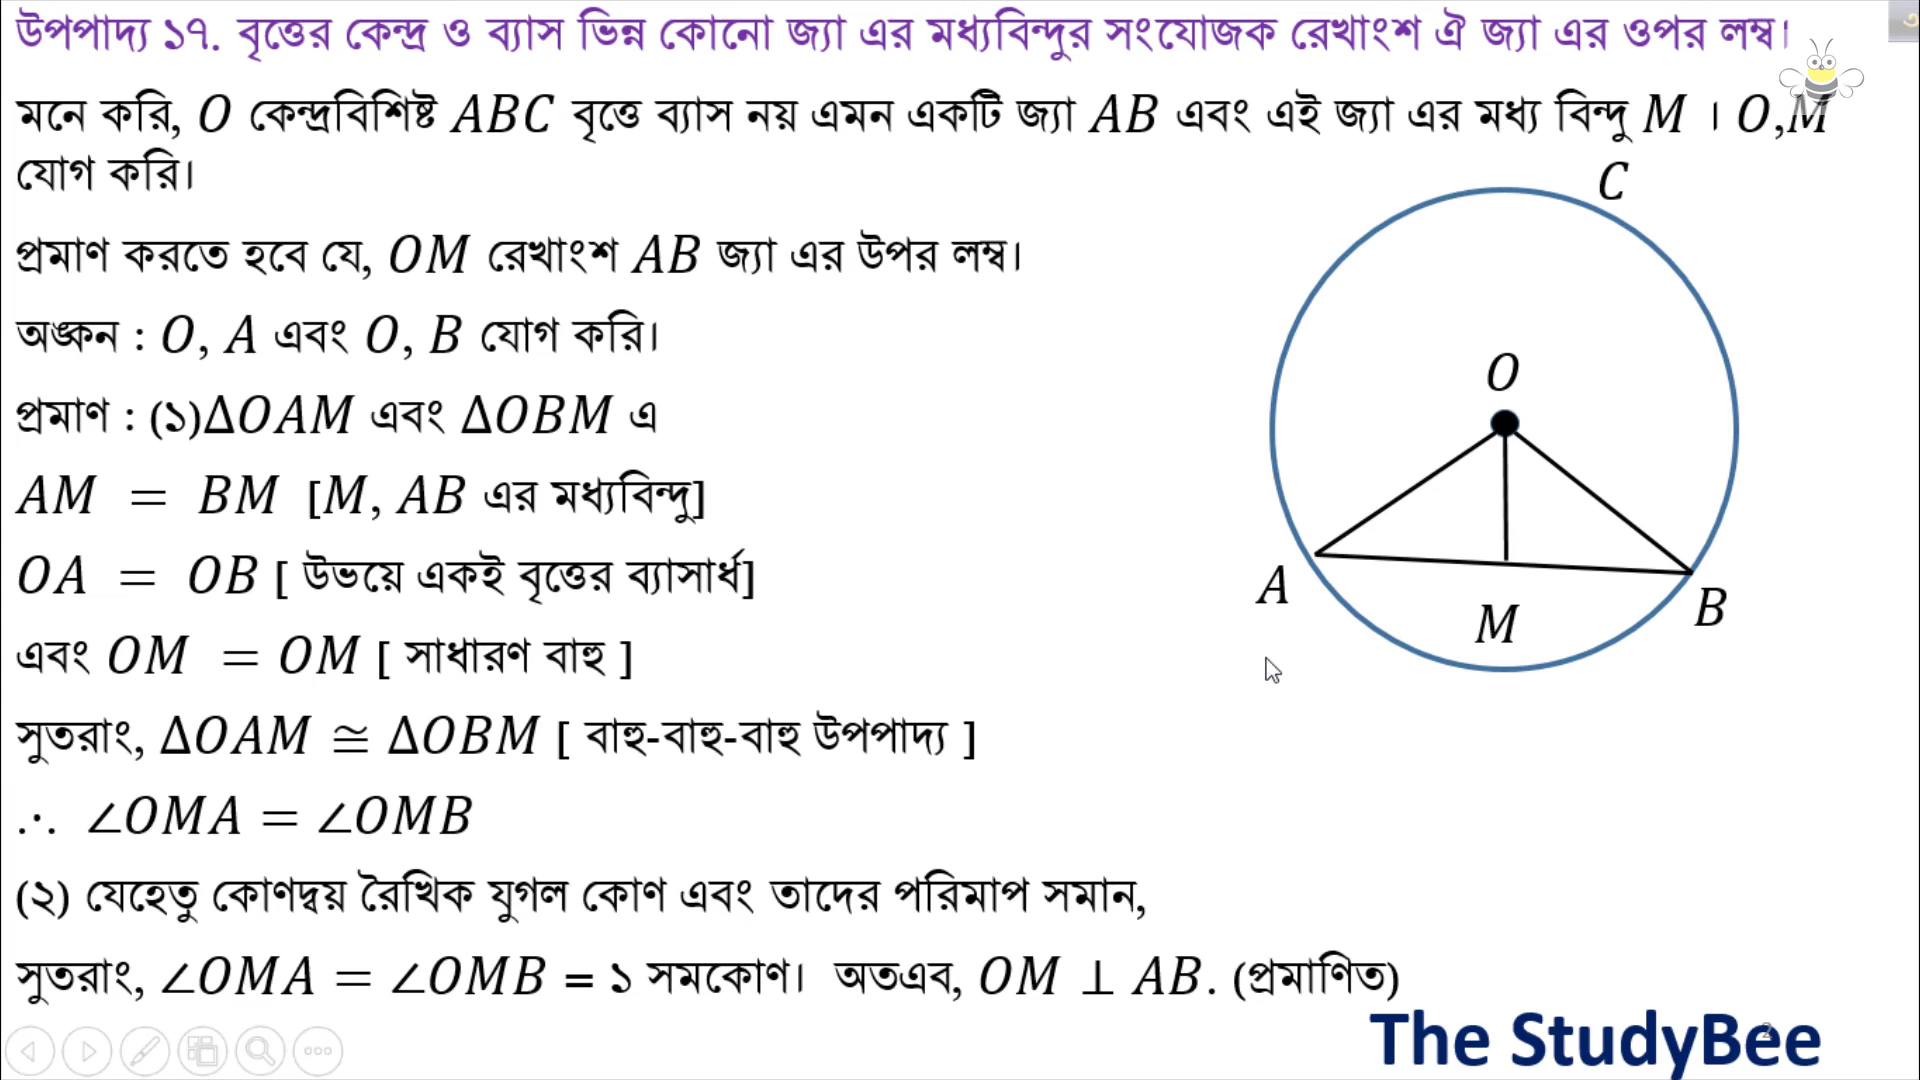 উপপাদ্য ১৭. বৃত্তের কেন্দ্র ও ব্যাস ভিন্ন কোনো জ্যা এর মধ্যবিন্দুর সংযোজক রেখাংশ ঐ জ্যা এর ওপর লম্ব।
মনে করি, O কেন্দ্রবিশিষ্ট ABC বৃত্তে ব্যাস নয় এমন একটি জ্যা AB এবং এই জ্যা এর মধ্য বিন্দু M । O,M
যোগ করি।
প্রমাণ করতে হবে যে, OM রেখাংশ AB জ্যা এর উপর লম্ব।
অঙ্কন : O, A এবং O, B যোগ করি।
প্রমাণ : (১)ΔOAM এবং ΔOBM এ
AM = BM [M, AB এর মধ্যবিন্দু]
OA = OB [ উভয়ে একই বৃত্তের ব্যাসার্ধ]
এবং OM = OM [ সাধারণ বাহু ]
সুতরাং, ΔOAM ≅ ΔOBM [ বাহু-বাহু-বাহু উপপাদ্য ]
∴ ∠OMA = ∠OMB
(২) যেহেতু কোণদ্বয় রৈখিক যুগল কোণ এবং তাদের পরিমাপ সমান,
সুতরাং, ∠OMA = ∠OMB = ১ সমকোণ। অতএব, OM ⊥ AB. (প্রমাণিত)
C
O
A
M
B
The StudyBee
2